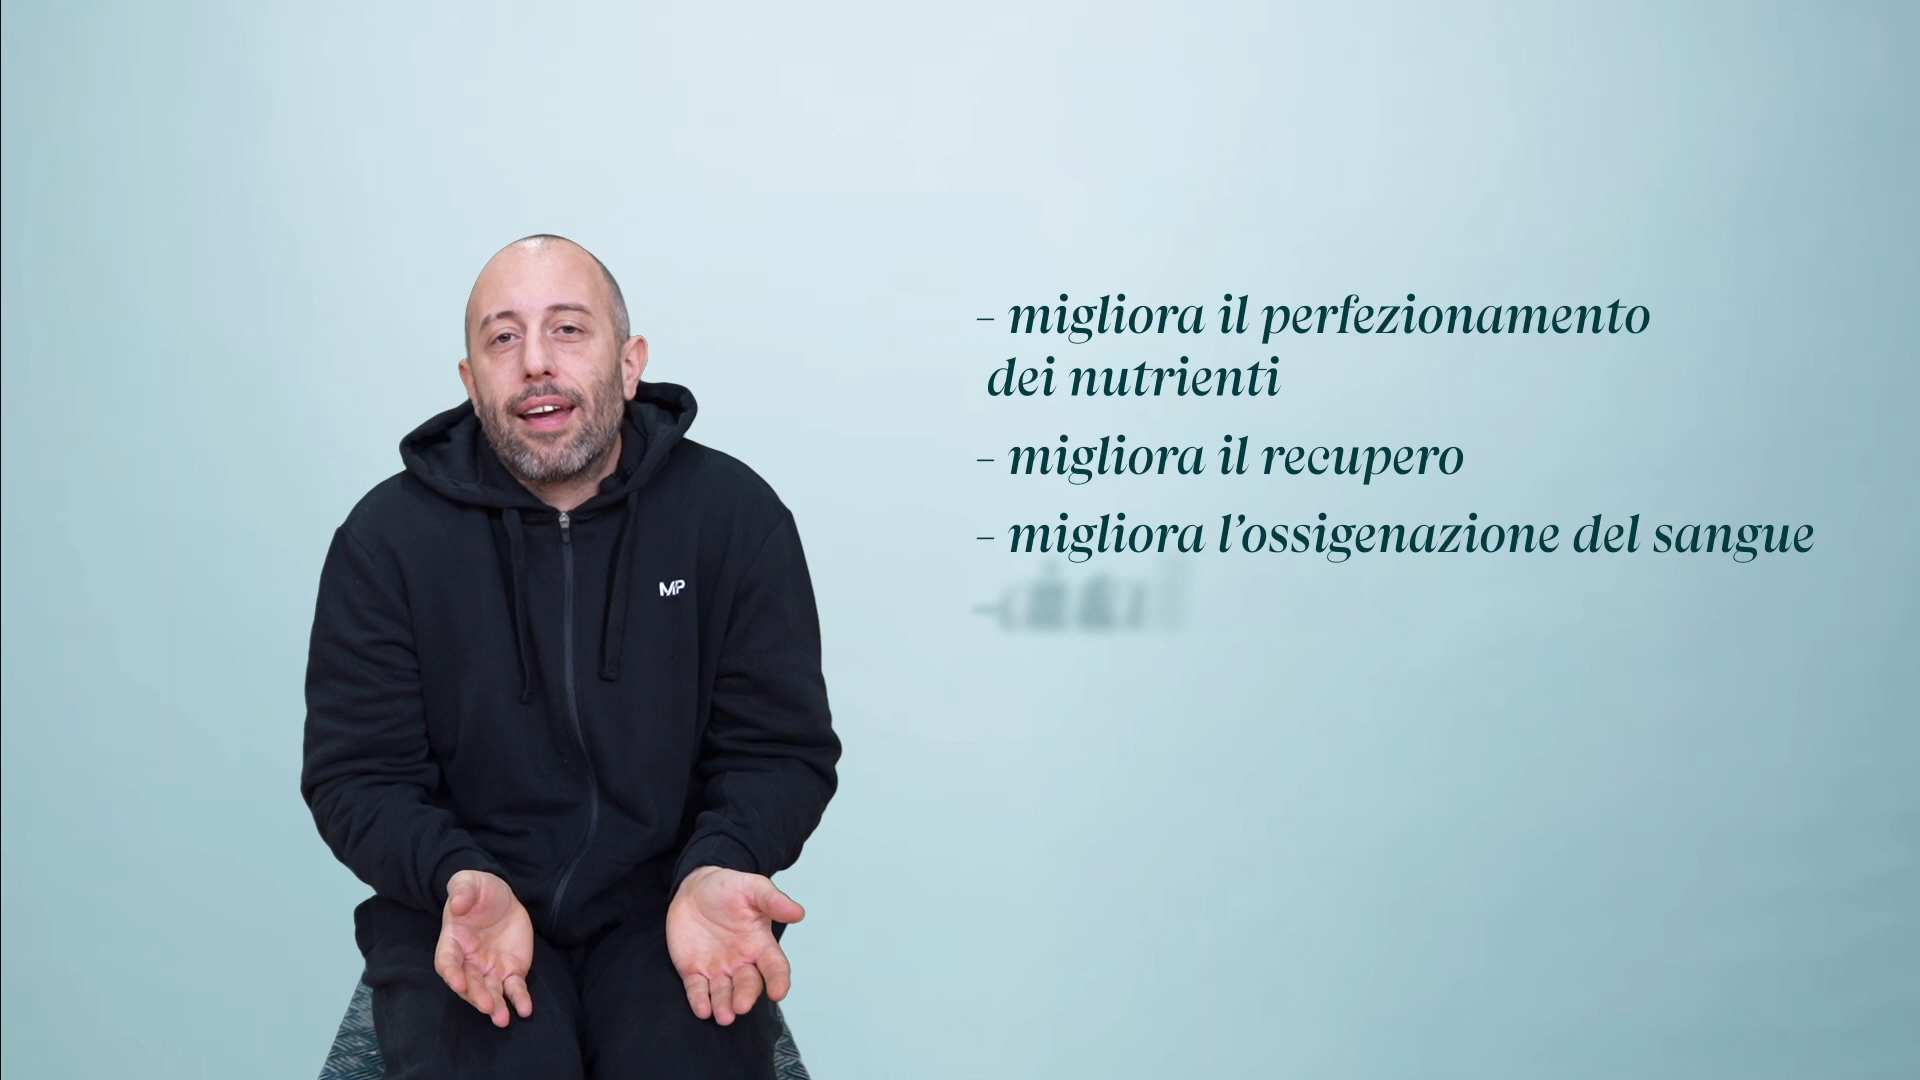 – migliora il perfezionamento
dei nutrienti
– migliora il recupero
– migliora l’ossigenazione del sangue
MP